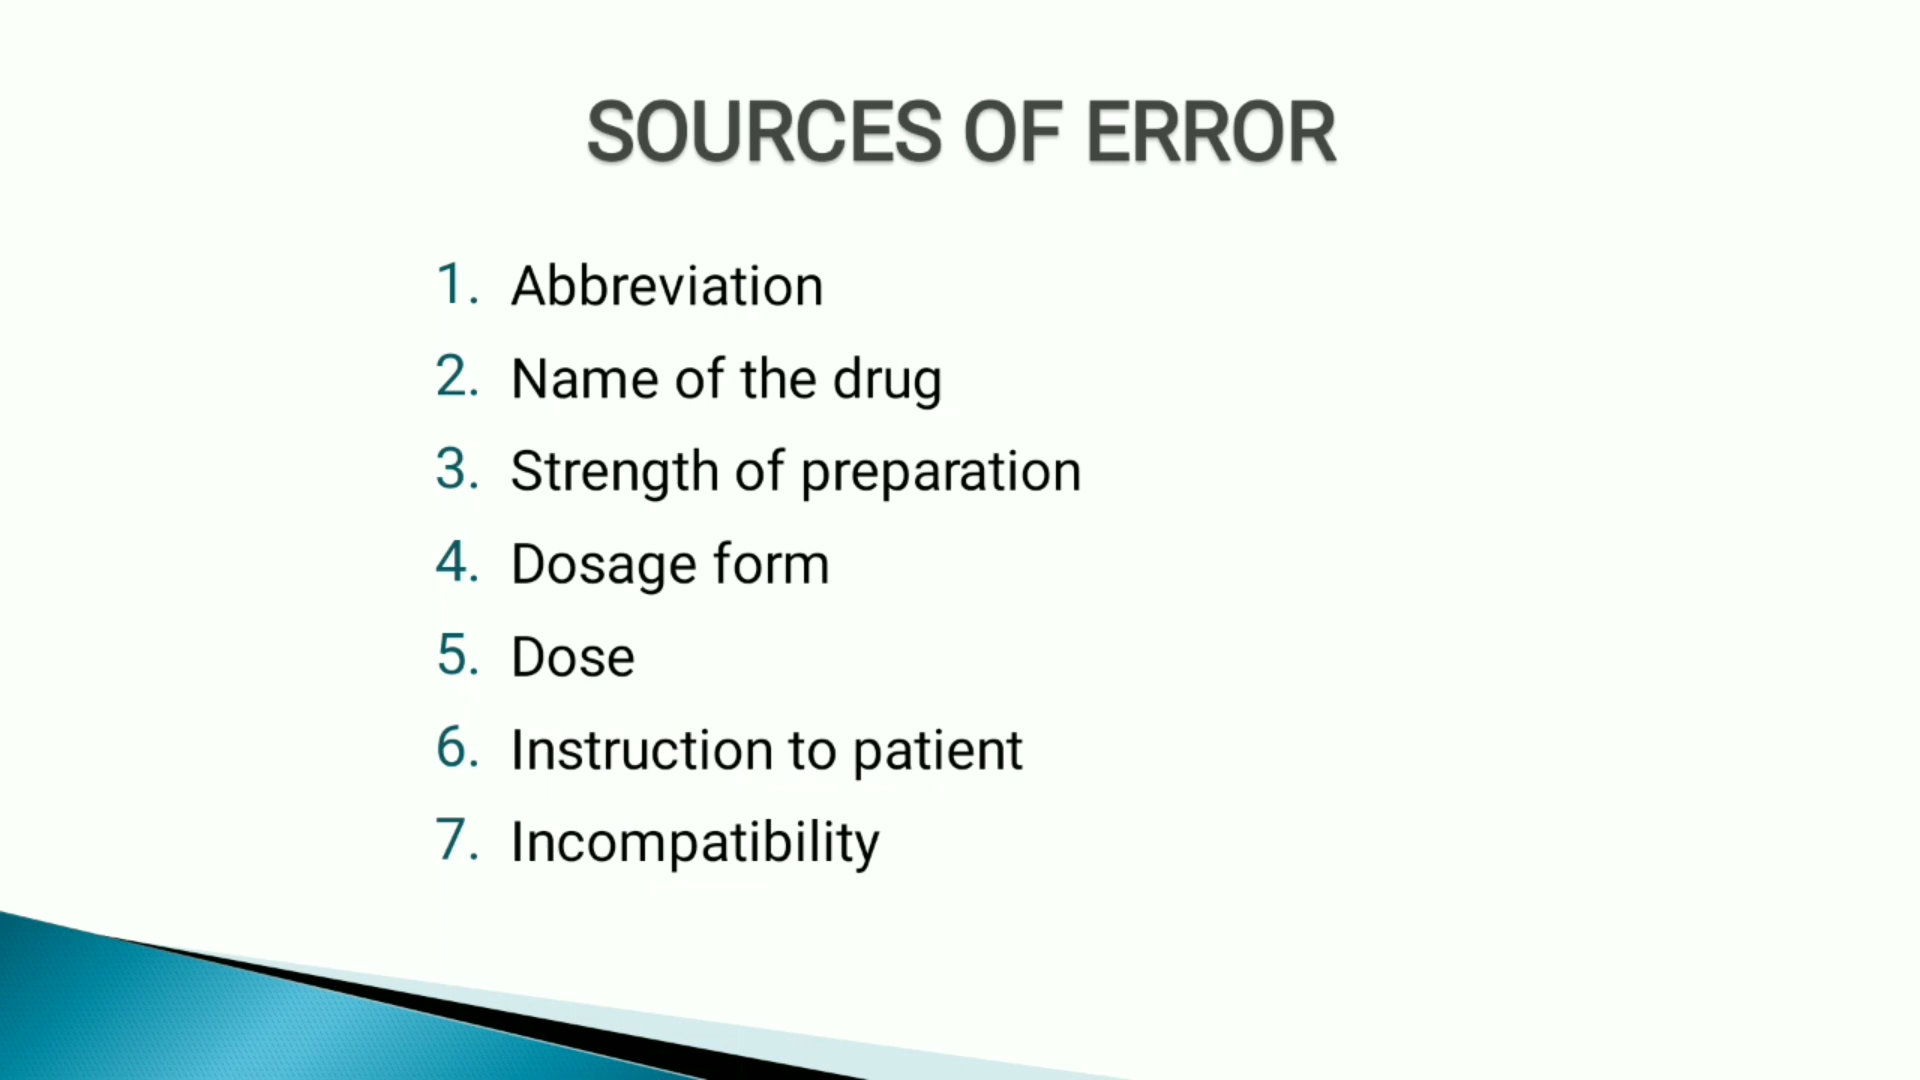 SOURCES OF ERROR
1. Abbreviation
2. Name of the drug
3. Strength of preparation
4. Dosage form
5. Dose
6. Instruction to patient
7. Incompatibility